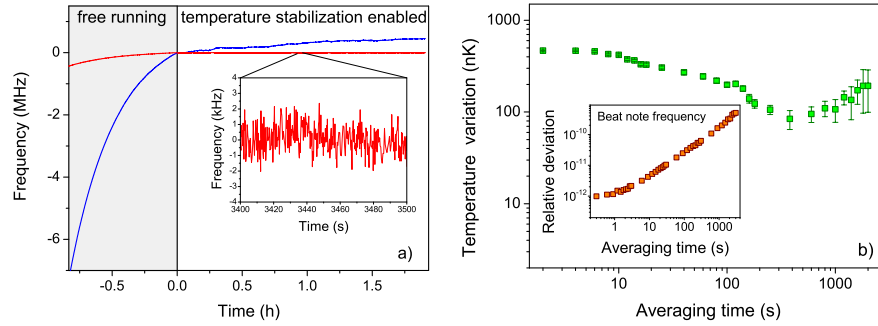 free running
temperature stabilization enabled
Frequency (MHz)
0
-2
-4
-6
-0.5
0.0
0.5
1.0
1.5
Time (h)
Frequency (kHz)
4
3
2
1
0
-1
-2
-3
-4
3400
3420
3440
3460
3480
3500
Time (s)
a)
Temperature variation (nK)
1000
100
10
10
100
1000
Averaging time (s)
Beat note frequency
Relative deviation
10-10
10-11
10-12
1
10
100
1000
Averaging time (s)
b)